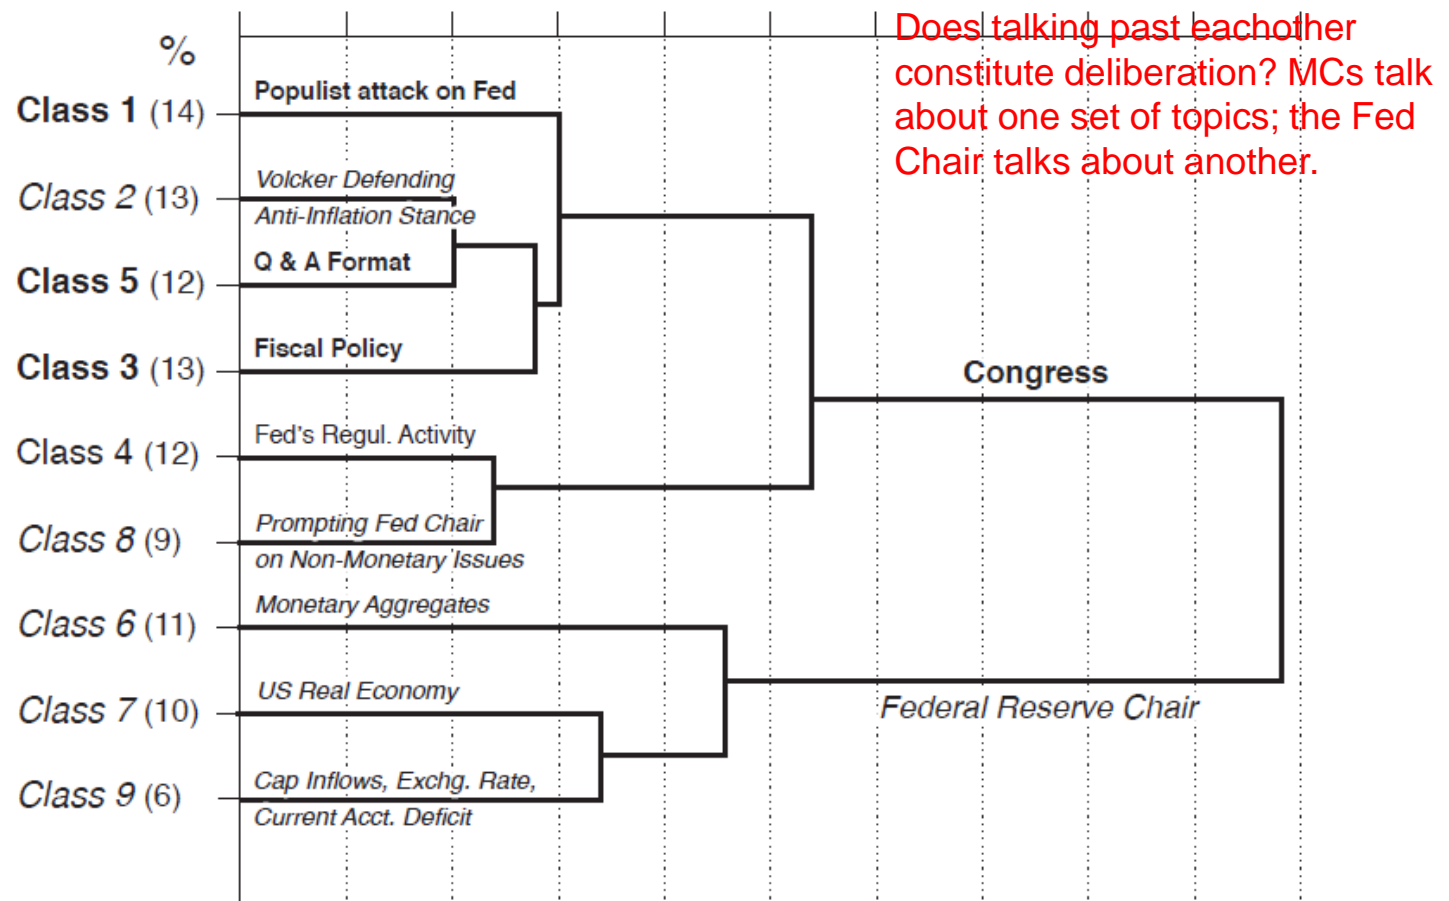 Does talking past eachother
constitute deliberation? MCs talk
about one set of topics; the Fed
Chair talks about another.
%
Class 1 (14)
Populist attack on Fed
Class 2 (13)
Volcker Defending
Anti-Inflation Stance
Class 5 (12)
Q & A Format
Class 3 (13)
Fiscal Policy
Congress
Class 4 (12)
Fed's Regul. Activity
Class 8 (9)
Prompting Fed Chair
on Non-Monetary Issues
Class 6 (11)
Monetary Aggregates
Class 7 (10)
US Real Economy
Federal Reserve Chair
Class 9 (6)
Cap Inflows, Exchg. Rate,
Current Acct. Deficit